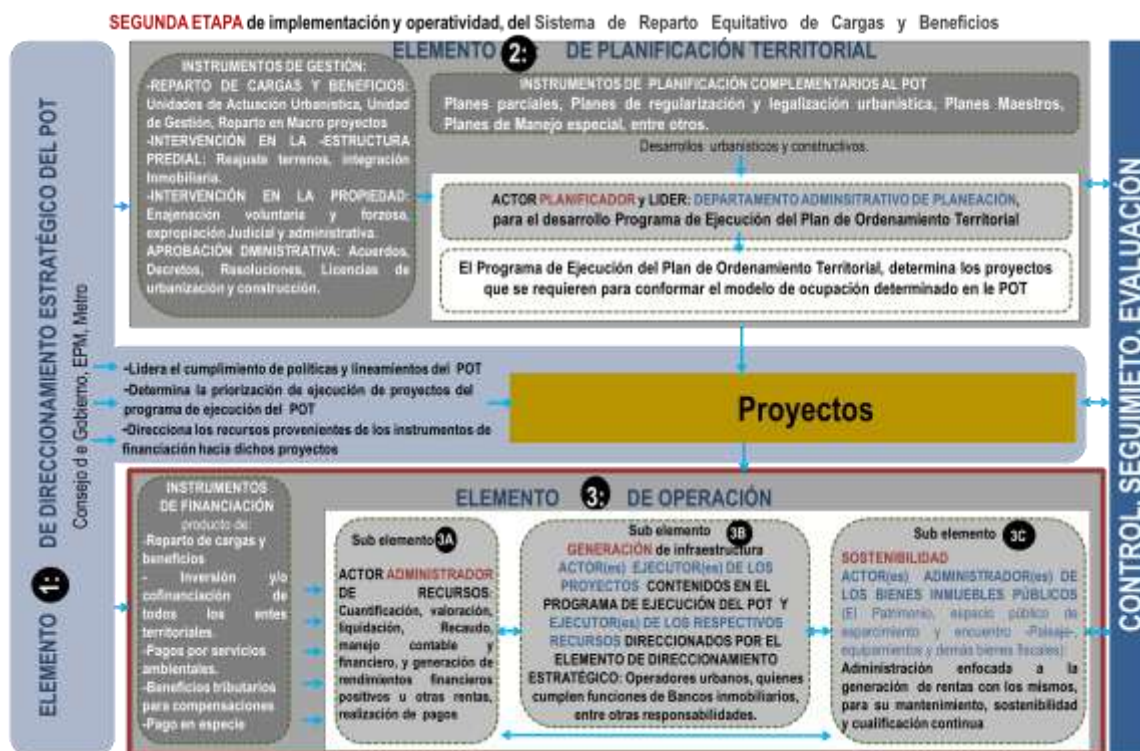 SEGUNDA ETAPA de implementación y operatividad, del Sistema de Reparto Equitativo de Cargas y Beneficios
ELEMENTO 1: DE DIRECCIONAMIENTO ESTRATÉGICO DEL POT
Consejo d e Gobierno, EPM, Metro
ELEMENTO 2: DE PLANIFICACIÓN TERRITORIAL
INSTRUMENTOS DE GESTIÓN:
-REPARTO DE CARGAS Y BENEFICIOS:
Unidades de Actuación Urbanística, Unidad
de Gestión, Reparto en Macro proyectos
-INTERVENCIÓN EN LA -ESTRUCTURA
PREDIAL: Reajuste terrenos, integración
Inmobiliaria.
-INTERVENCIÓN EN LA PROPIEDAD:
Enajenación voluntaria y forzosa,
expropiación Judicial y administrativa.
APROBACIÓN DMINISTRATIVA: Acuerdos,
Decretos, Resoluciones, Licencias de
urbanización y construcción.
INSTRUMENTOS DE PLANIFICACIÓN COMPLEMENTARIOS AL POT
Planes parciales, Planes de regularización y legalización urbanística, Planes Maestros,
Planes de Manejo especial, entre otros.
Desarrollos urbanísticos y constructivos.
ACTOR PLANIFICADOR y LIDER: DEPARTAMENTO ADMINSITRATIVO DE PLANEACIÓN,
para el desarrollo Programa de Ejecución del Plan de Ordenamiento Territorial
El Programa de Ejecución del Plan de Ordenamiento Territorial, determina los proyectos
que se requieren para conformar el modelo de ocupación determinado en le POT
-Lidera el cumplimiento de políticas y lineamientos del POT
-Determina la priorización de ejecución de proyectos del
programa de ejecución del POT
-Direcciona los recursos provenientes de los instrumentos de
financiación hacia dichos proyectos
Proyectos
ELEMENTO 3: DE OPERACIÓN
INSTRUMENTOS
DE FINANCIACIÓN
producto de:
-Reparto de cargas y
beneficios
- Inversión y/o
cofinanciación de
todos los entes
territoriales.
-Pagos por servicios
ambientales.
-Beneficios tributarios
para compensaciones
-Pago en especie
Sub elemento 3A
ACTOR ADMINISTRADOR
DE RECURSOS:
Cuantificación, valoración,
liquidación, Recaudo,
manejo contable y
financiero, y generación de
rendimientos financieros
positivos u otras rentas,
realización de pagos
Sub elemento 3B
GENERACIÓN de infraestructura
ACTOR(es) EJECUTOR(es) DE LOS
PROYECTOS CONTENIDOS EN EL
PROGRAMA DE EJECUCIÓN DEL POT Y
EJECUTOR(es) DE LOS RESPECTIVOS
RECURSOS DIRECCIONADOS POR EL
ELEMENTO DE DIRECCIONAMIENTO
ESTRATÉGICO: Operadores urbanos, quienes
cumplen funciones de Bancos inmobiliarios,
entre otras responsabilidades.
Sub elemento 3C
SOSTENIBILIDAD
ACTOR(es) ADMINISTRADOR(es) DE
LOS BIENES INMUEBLES PÚBLICOS
(El Patrimonio, espacio público de
esparcimiento y encuentro -Paisaje-,
equipamientos y demás bienes fiscales):
Administración enfocada a la
generación de rentas con los mismos,
para su mantenimiento, sostenibilidad
y cualificación continua
CONTROL, SEGUIMIETO, EVALUACIÓN